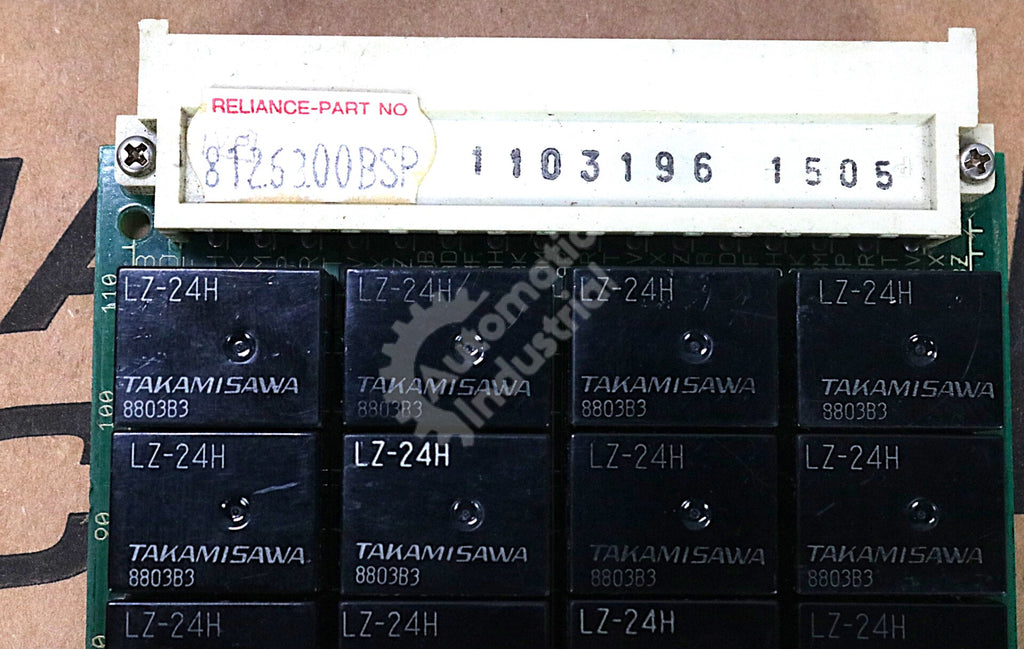 RELIANCE-PART NO
1103196 1505
110
LZ-24H LZ-24H LZ-24H LZ-24H
TAKAMISAWA TAKAMISAWA TAKAMISAWA TAKAMISAWA
8803B3 8803B3 8803B3 8803B3
100
LZ-24H LZ-24H LZ-24H LZ-24H
TAKAMISAWA TAKAMISAWA TAKAMISAWA TAKAMISAWA
8803B3 8803B3 8803B3 8803B3
90
LZ-24H LZ-24H LZ-24H LZ-24H
Automotic
Industrial